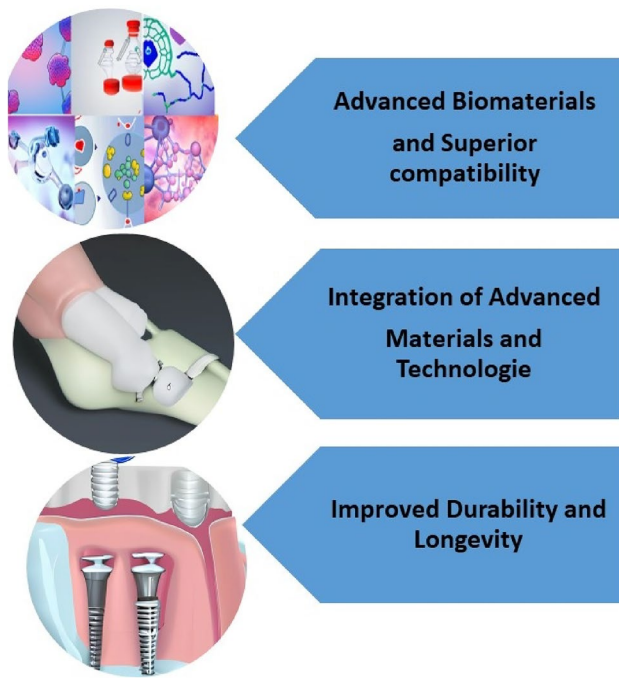 Advanced Biomaterials
and Superior
compatibility
Integration of Advanced
Materials and
Technologie
Improved Durability and
Longevity